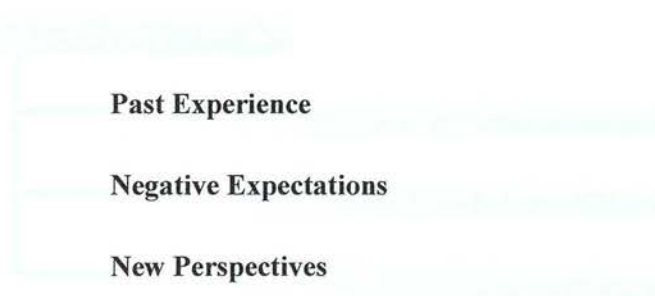 Past Experience
Negative Expectations
New Perspectives